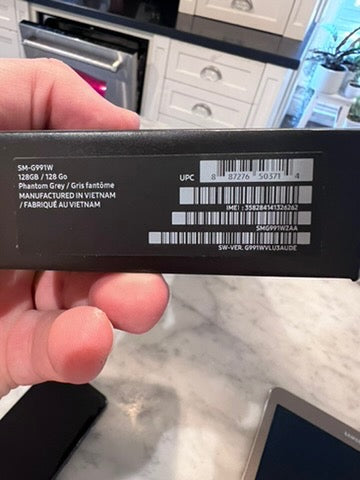 SM-G991W
128GB / 128 Go
Phantom Grey / Gris fantôme
MANUFACTURED IN VIETNAM
/ FABRIQUÉ AU VIETNAM
UPC 8 87276 50371 4
IMEI : 358284141326262
SMG991WZAA
SW-VER. G991WVLU3AUDE